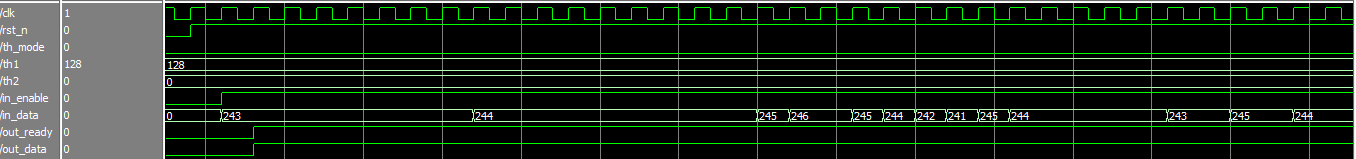 /clk 1
/rst_n 0
/th_mode 0
/th1 128 128
/th2 0 0
/in_enable 0
/in_data 0 0 243 244 245 246 245 244 242 241 245 244 243 245 244
/out_ready 0
/out_data 0